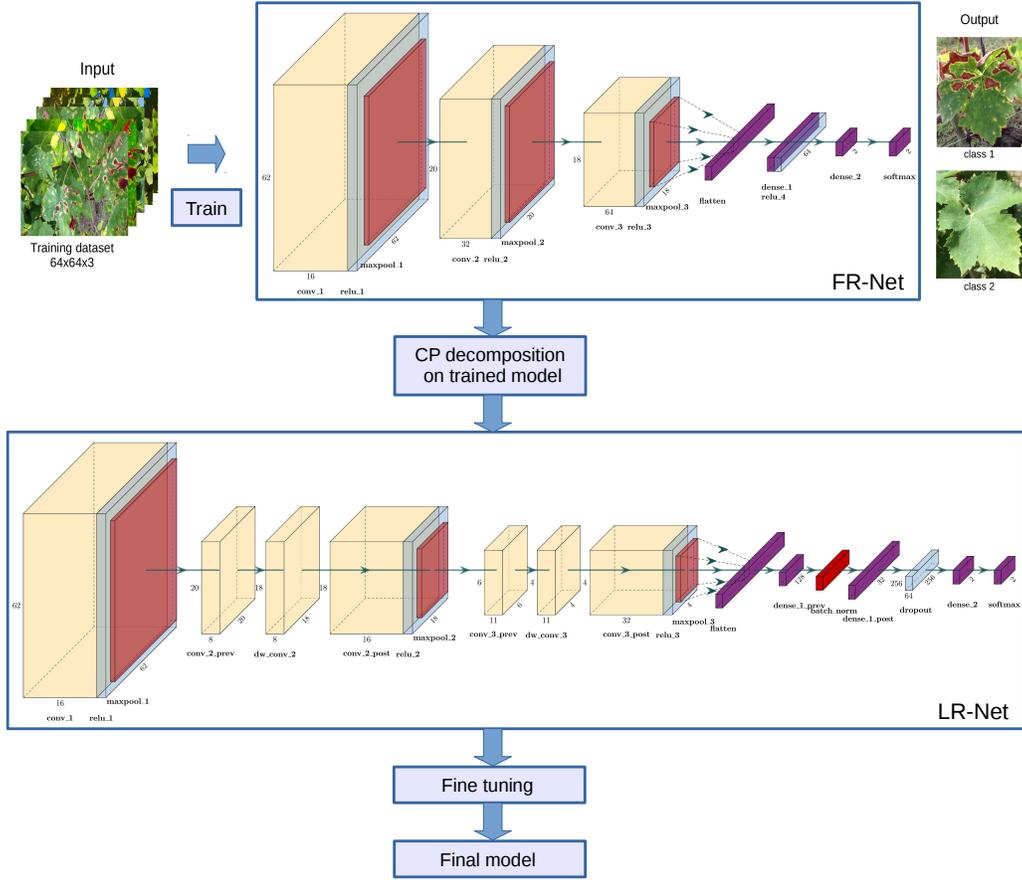 Input
Training dataset
64x64x3
Train
62
16
conv_1
relu_1
62
maxpool_1
20
32
conv_2
relu_2
20
maxpool_2
18
64
conv_3
relu_3
18
maxpool_3
flatten
64
dense_1
relu_4
2
dense_2
2
softmax
FR-Net
Output
class 1
class 2
CP decomposition
on trained model
62
16
conv_1
relu_1
62
maxpool_1
20
8
20
conv_2_prev
18
8
18
dw_conv_2
18
16
conv_2_post
relu_2
18
maxpool_2
6
11
6
conv_3_prev
4
11
4
dw_conv_3
4
32
conv_3_post
relu_3
4
maxpool_3
flatten
128
dense_1_prev
batch_norm
32
dense_1_post
256
64
256
dropout
2
dense_2
2
softmax
LR-Net
Fine tuning
Final model